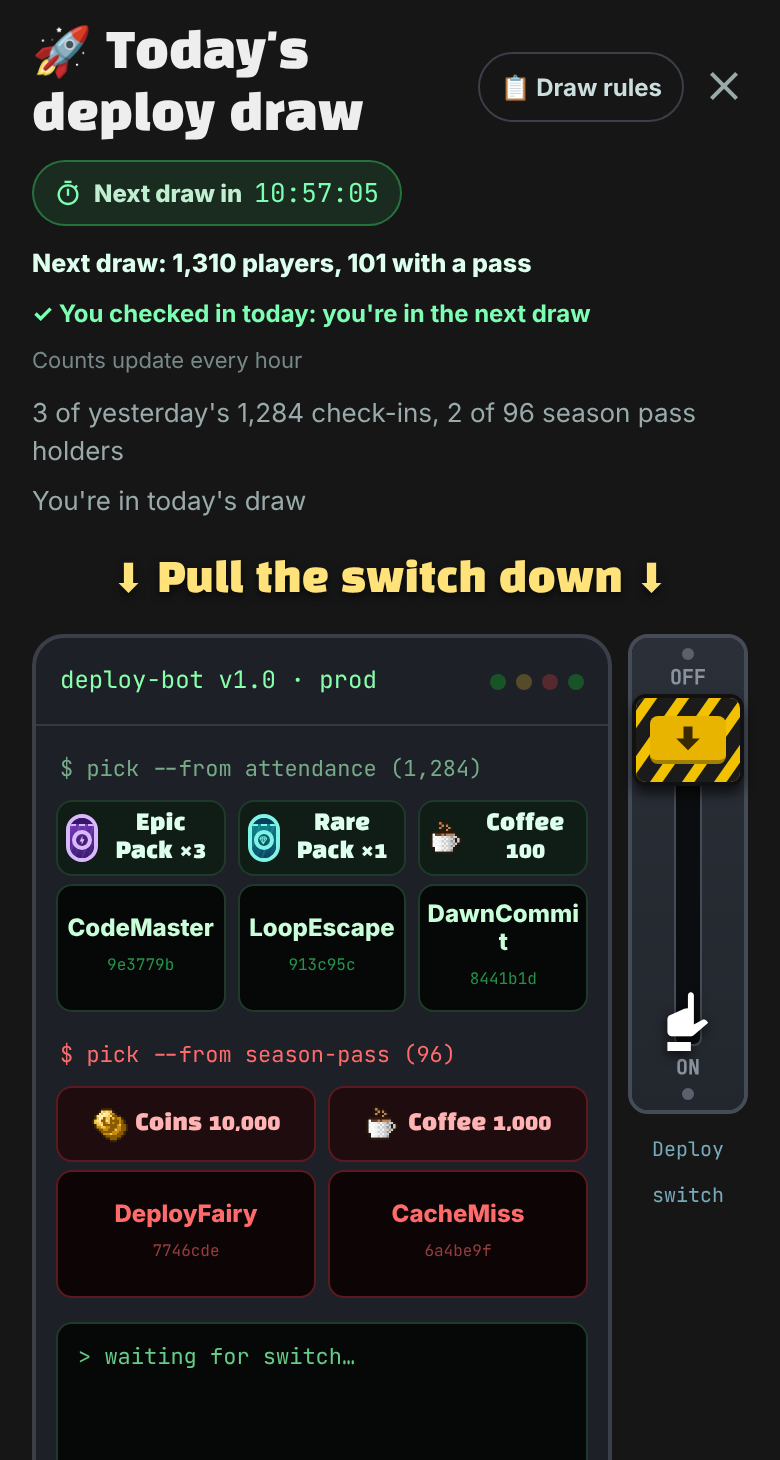 🚀 Today's
deploy draw
📋 Draw rules
Next draw in 10:57:05
Next draw: 1,310 players, 101 with a pass
✓ You checked in today: you're in the next draw
Counts update every hour
3 of yesterday's 1,284 check-ins, 2 of 96 season pass
holders
You're in today's draw
⬇ Pull the switch down ⬇
deploy-bot v1.0 · prod
$ pick --from attendance (1,284)
Epic
Pack ×3
Rare
Pack ×1
Coffee
100
CodeMaster
9e3779b
LoopEscape
913c95c
DawnCommi
t
8441b1d
$ pick --from season-pass (96)
Coins 10,000
Coffee 1,000
DeployFairy
7746cde
CacheMiss
6a4be9f
> waiting for switch…
OFF
ON
Deploy
switch